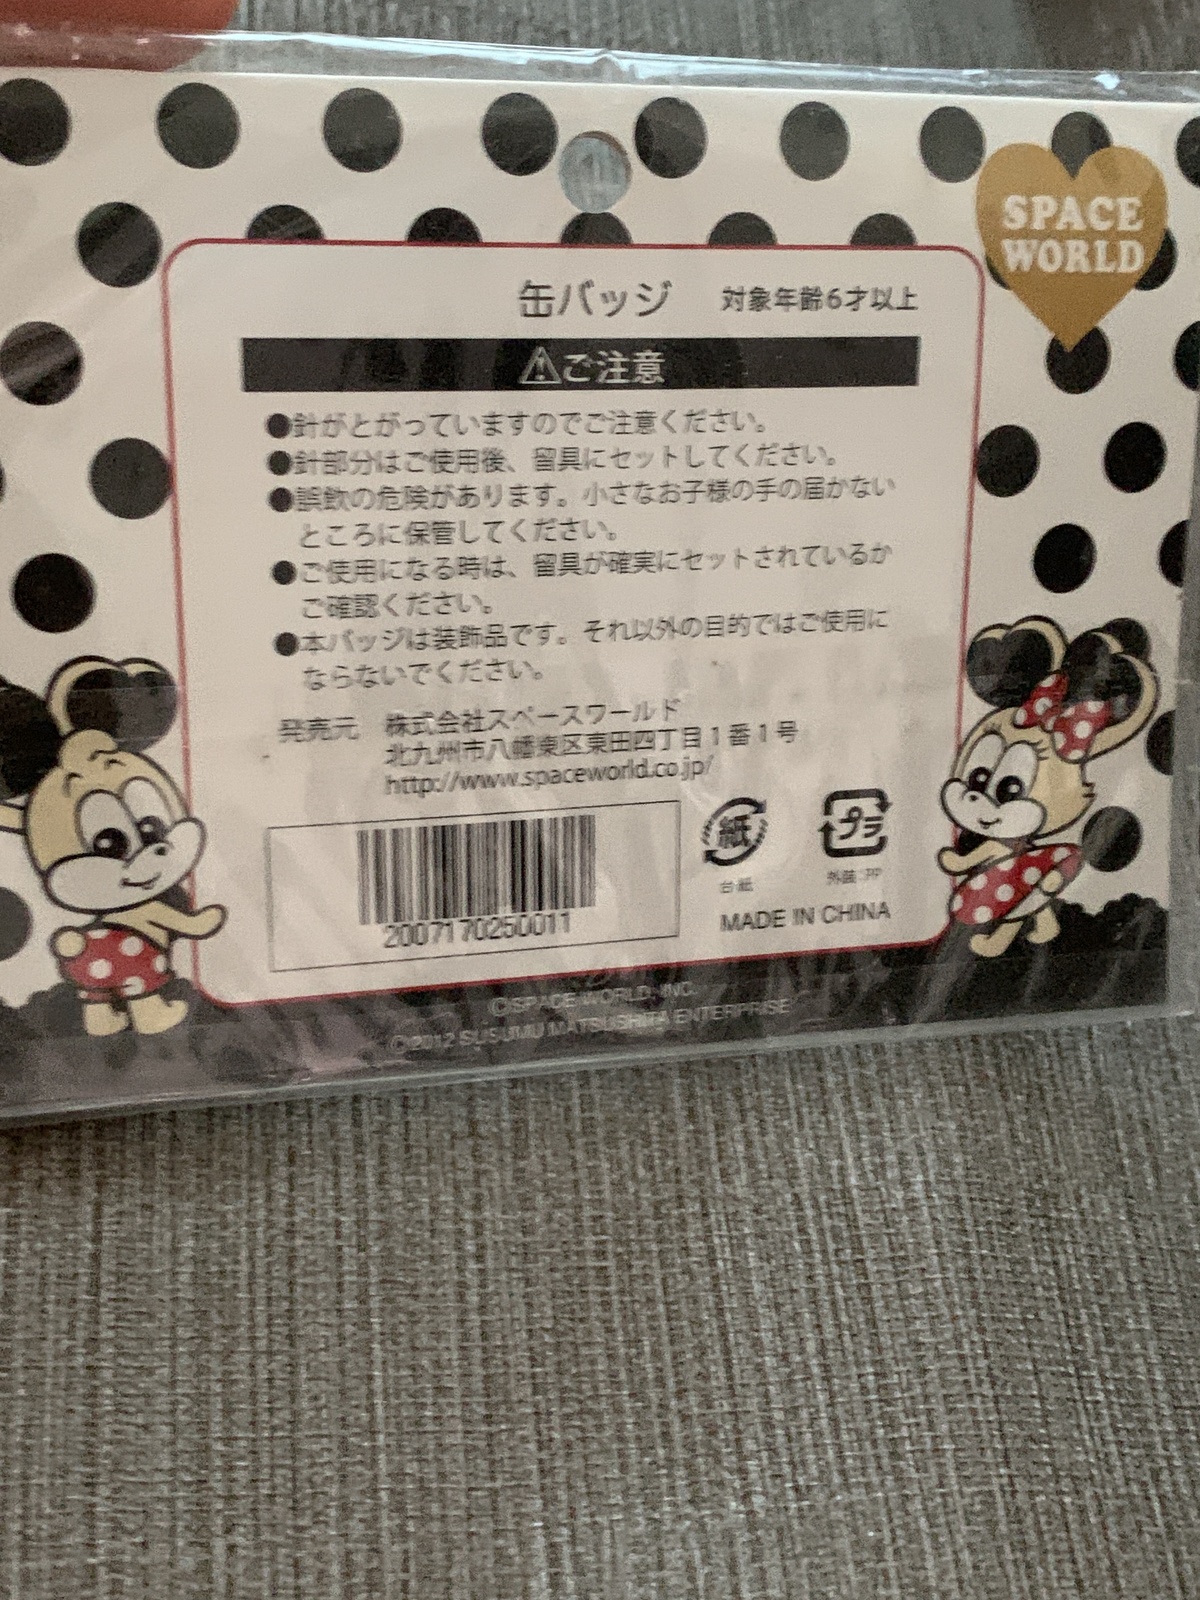 SPACE
WORLD
缶バッジ 対象年齢6才以上
⚠ご注意
●針がとがっていますのでご注意ください。
●針部分はご使用後、留具にセットしてください。
●誤飲の危険があります。小さなお子様の手の届かない
ところに保管してください。
●ご使用になる時は、留具が確実にセットされているか
ご確認ください。
●本バッジは装飾品です。それ以外の目的ではご使用に
ならないでください。
発売元 株式会社スペースワールド
北九州市八幡東区東田四丁目1番1号
http://www.spaceworld.co.jp/
紙
台紙
プラ
外装:PP
2007170250011
MADE IN CHINA
©SPACE WORLD, INC.
©2012 SUSUMU MATSUSHITA ENTERPRISE